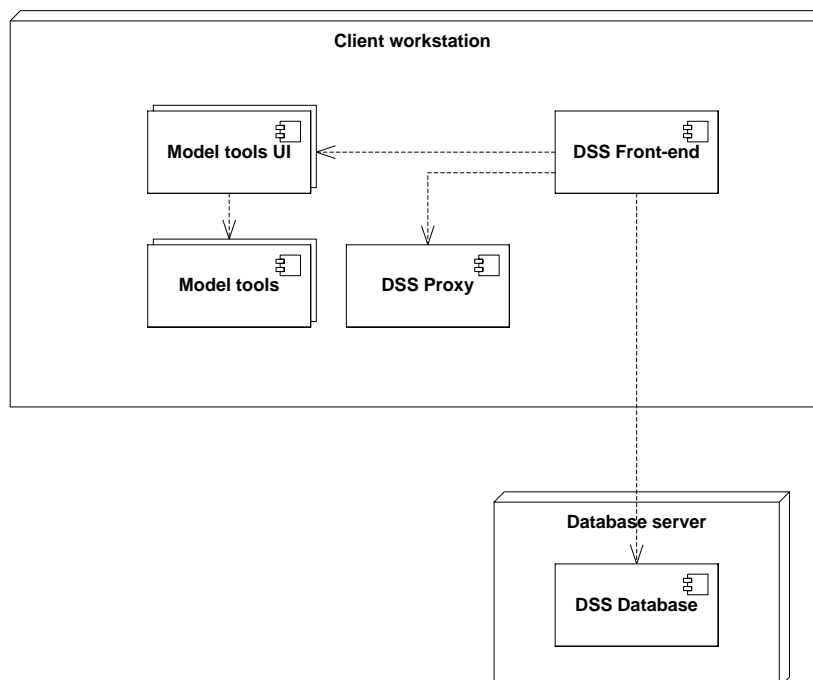 Client workstation
Model tools UI
DSS Front-end
Model tools
DSS Proxy
Database server
DSS Database